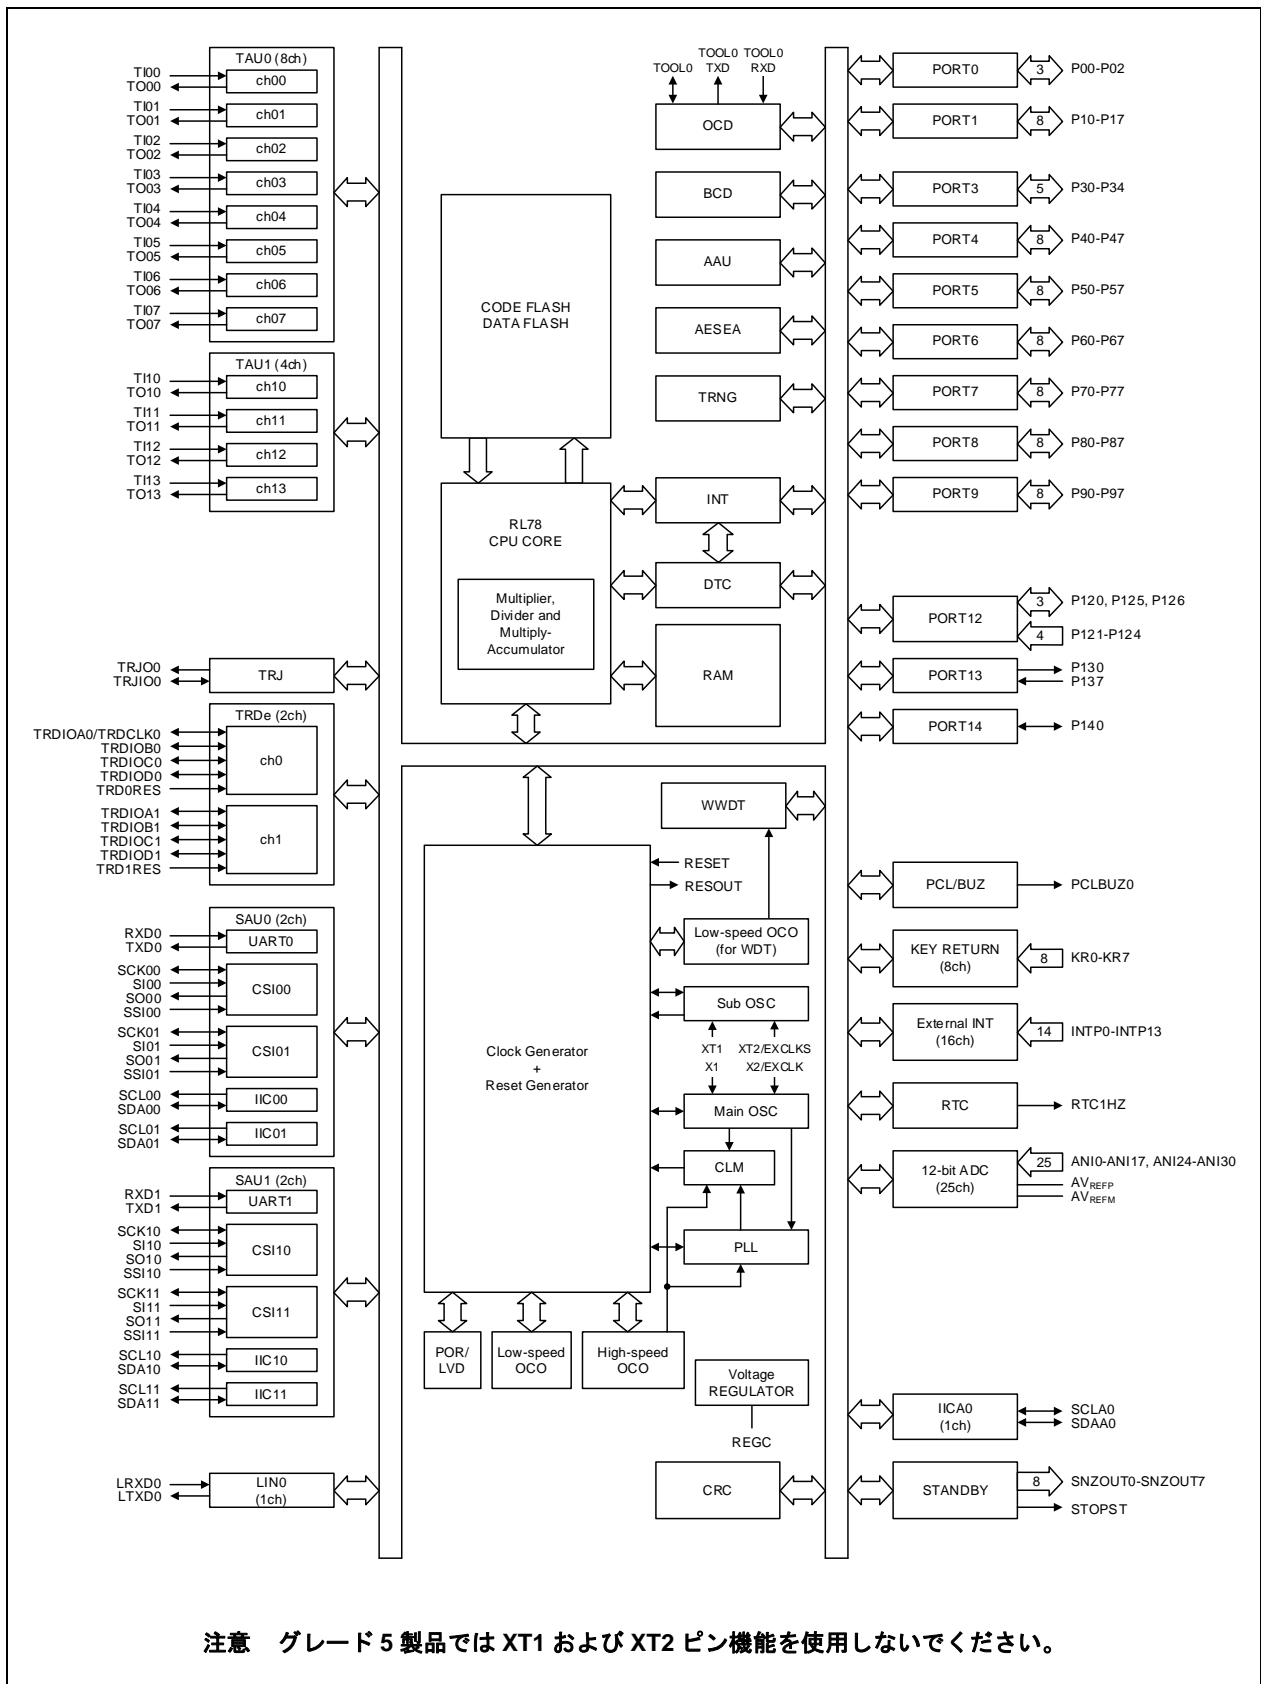 TAU0 (8ch)
TI00
TO00
ch00
TI01
TO01
ch01
TI02
TO02
ch02
TI03
TO03
ch03
TI04
TO04
ch04
TI05
TO05
ch05
TI06
TO06
ch06
TI07
TO07
ch07
TAU1 (4ch)
TI10
TO10
ch10
TI11
TO11
ch11
TI12
TO12
ch12
TI13
TO13
ch13
TRJO0
TRJIO0
TRJ
TRDe (2ch)
TRDIOA0/TRDCLK0
TRDIOB0
TRDIOC0
TRDIOD0
TRD0RES
ch0
TRDIOA1
TRDIOB1
TRDIOC1
TRDIOD1
TRD1RES
ch1
SAU0 (2ch)
RXD0
TXD0
UART0
SCK00
SI00
SO00
SSI00
CSI00
SCK01
SI01
SO01
SSI01
CSI01
SCL00
SDA00
IIC00
SCL01
SDA01
IIC01
SAU1 (2ch)
RXD1
TXD1
UART1
SCK10
SI10
SO10
SSI10
CSI10
SCK11
SI11
SO11
SSI11
CSI11
SCL10
SDA10
IIC10
SCL11
SDA11
IIC11
LRXD0
LTXD0
LIN0
(1ch)
CODE FLASH
DATA FLASH
RL78
CPU CORE
Multiplier,
Divider and
Multiply-
Accumulator
TOOL0
TOOL0
TXD
TOOL0
RXD
OCD
BCD
AAU
AESEA
TRNG
INT
DTC
RAM
WWDT
RESET
RESOUT
Low-speed OCO
(for WDT)
Sub OSC
XT1
XT2/EXCLKS
X1
X2/EXCLK
Main OSC
CLM
PLL
Clock Generator
+
Reset Generator
POR/
LVD
Low-speed
OCO
High-speed
OCO
Voltage
REGULATOR
REGC
CRC
PORT0
3
P00-P02
PORT1
8
P10-P17
PORT3
5
P30-P34
PORT4
8
P40-P47
PORT5
8
P50-P57
PORT6
8
P60-P67
PORT7
8
P70-P77
PORT8
8
P80-P87
PORT9
8
P90-P97
PORT12
3
P120, P125, P126
4
P121-P124
PORT13
P130
P137
PORT14
P140
PCL/BUZ
PCLBUZ0
KEY RETURN
(8ch)
8
KR0-KR7
External INT
(16ch)
14
INTP0-INTP13
RTC
RTC1HZ
12-bit ADC
(25ch)
25
ANI0-ANI17, ANI24-ANI30
AVREFP
AVREFM
IICA0
(1ch)
SCLA0
SDAA0
STANDBY
8
SNZOUT0-SNZOUT7
STOPST
注意 グレード 5 製品では XT1 および XT2 ピン機能を使用しないでください。